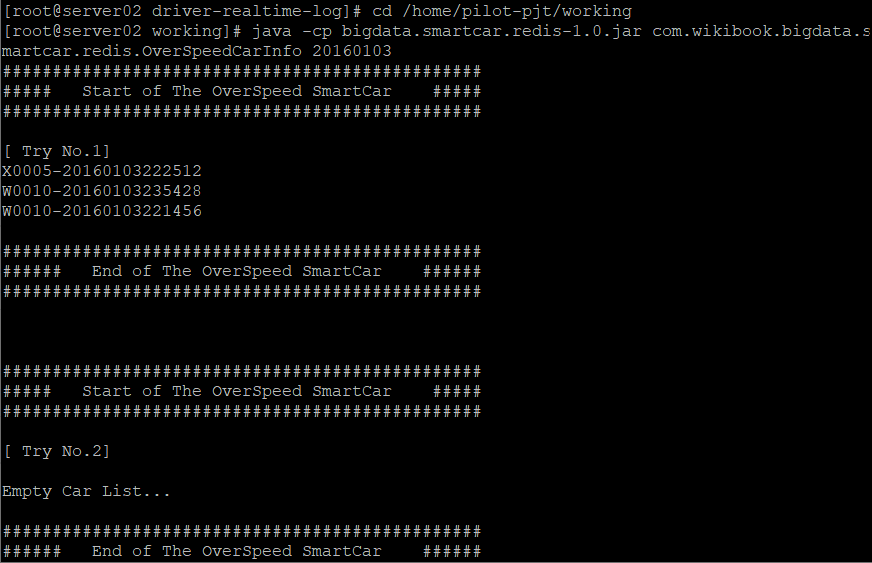 [root@server02 driver-realtime-log]# cd /home/pilot-pjt/working
[root@server02 working]# java -cp bigdata.smartcar.redis-1.0.jar com.wikibook.bigdata.s
martcar.redis.OverSpeedCarInfo 20160103
################################################
#####   Start of The OverSpeed SmartCar    #####
################################################
[ Try No.1]
X0005-20160103222512
W0010-20160103235428
W0010-20160103221456
################################################
######   End of The OverSpeed SmartCar    ######
################################################
################################################
#####   Start of The OverSpeed SmartCar    #####
################################################
[ Try No.2]
Empty Car List...
################################################
######   End of The OverSpeed SmartCar    ######